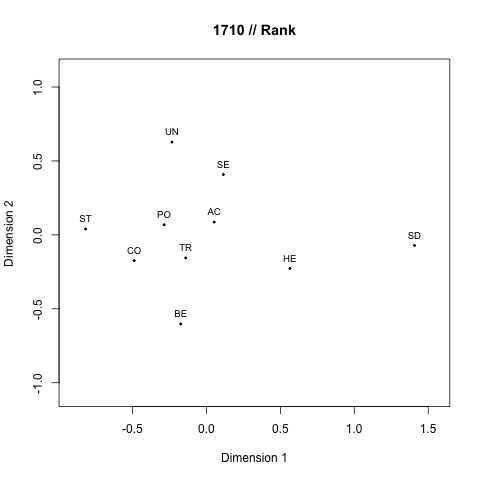 1710 // Rank
1.0
0.5
0.0
-0.5
-1.0
Dimension 2
UN
SE
ST
PO
AC
SD
CO
TR
HE
BE
-0.5 0.0 0.5 1.0 1.5
Dimension 1